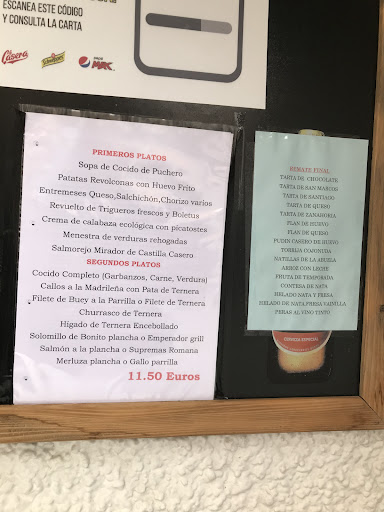 ESCANEA ESTE CÓDIGO
Y CONSULTA LA CARTA
Casera
Schweppes
pepsi MAX
PRIMEROS PLATOS
Sopa de Cocido de Puchero
Patatas Revolconas con Huevo Frito
Entremeses Queso,Salchichón,Chorizo varios
Revuelto de Trigueros frescos y Boletus
Crema de calabaza ecológica con picatostes
Menestra de verduras rehogadas
Salmorejo Mirador de Castilla Casero
SEGUNDOS PLATOS
Cocido Completo (Garbanzos, Carne, Verdura)
Callos a la Madrileña con Pata de Ternera
Filete de Buey a la Parrilla o Filete de Ternera
Churrasco de Ternera
Hígado de Ternera Encebollado
Solomillo de Bonito plancha o Emperador grill
Salmón a la plancha o Supremas Romana
Merluza plancha o Gallo parrilla
11.50 Euros
REMATE FINAL
TARTA DE CHOCOLATE
TARTA DE SAN MARCOS
TARTA DE SANTIAGO
TARTA DE QUESO
TARTA DE ZANAHORIA
FLAN DE HUEVO
FLAN DE QUESO
PUDIN CASERO DE HUEVO
TORRIJA COJONUDA
NATILLAS DE LA ABUELA
ARROZ CON LECHE
FRUTA DE TEMPORADA
CONTESA DE NATA
HELADO NATA Y FRESA
HELADO DE NATA,FRESA VAINILLA
PERAS AL VINO TINTO
CERVEZA ESPECIAL